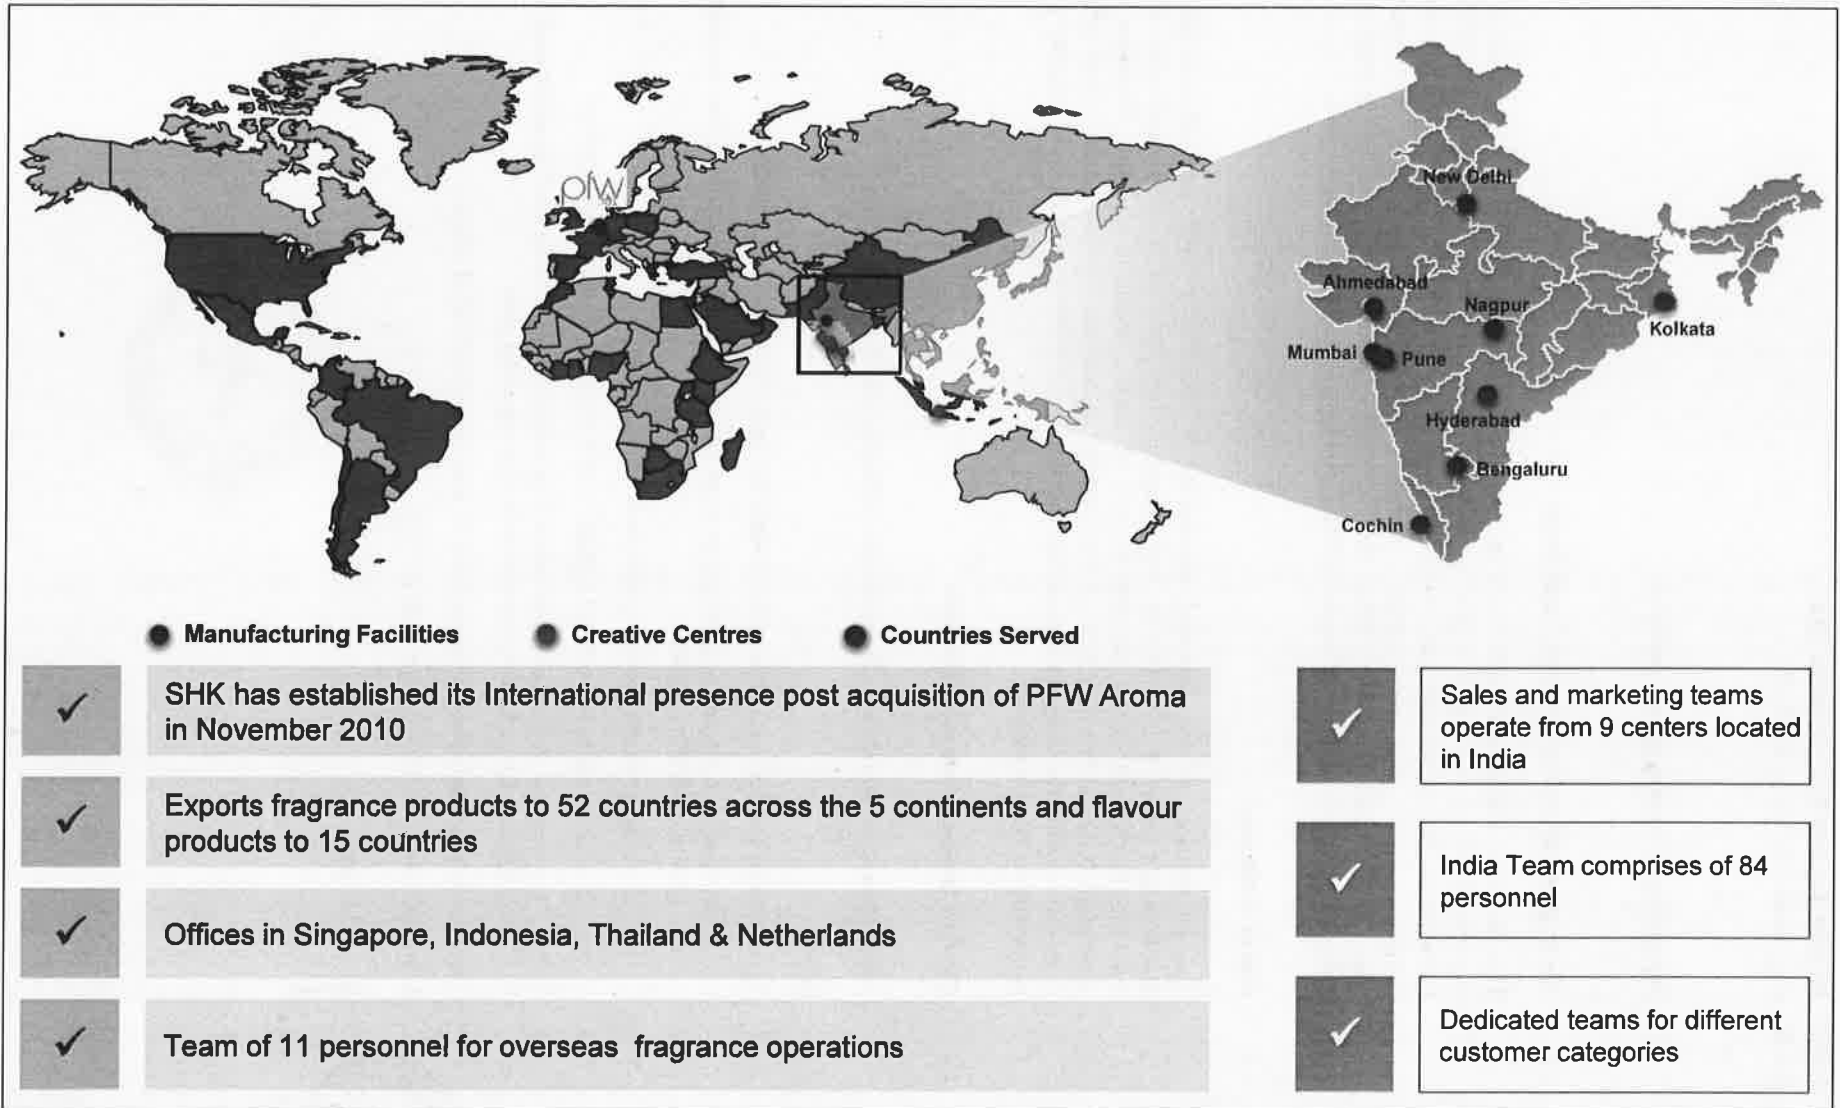 pfw
New Delhi
Ahmedabad
Nagpur
Kolkata
Mumbai
Pune
Hyderabad
Bengaluru
Cochin
Manufacturing Facilities
Creative Centres
Countries Served
SHK has established its International presence post acquisition of PFW Aroma
in November 2010
Exports fragrance products to 52 countries across the 5 continents and flavour
products to 15 countries
Offices in Singapore, Indonesia, Thailand & Netherlands
Team of 11 personnel for overseas fragrance operations
Sales and marketing teams
operate from 9 centers located
in India
India Team comprises of 84
personnel
Dedicated teams for different
customer categories